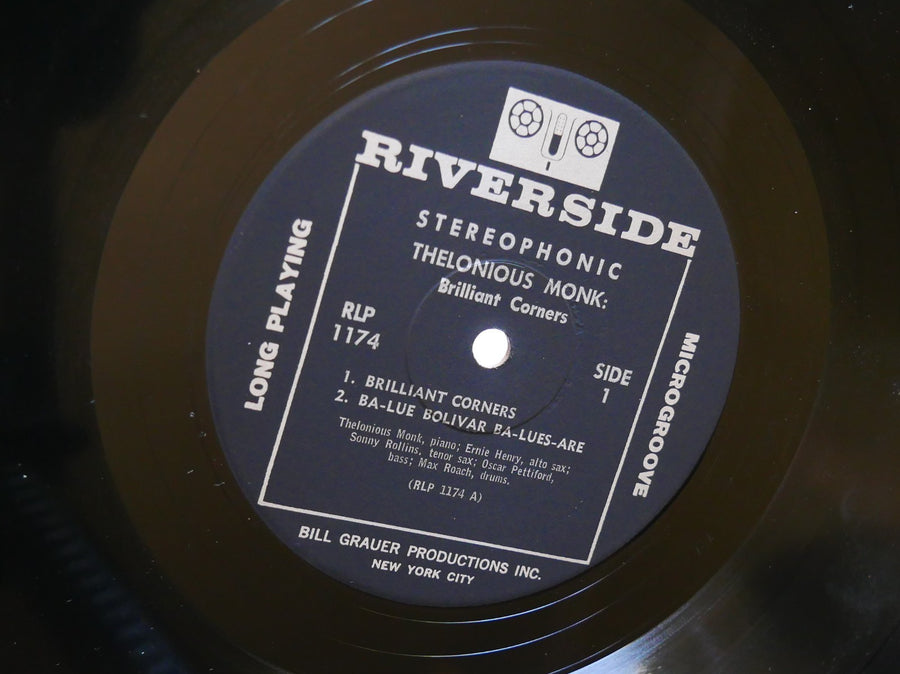 RIVERSIDE
STEREOPHONIC
THELONIOUS MONK:
Brilliant Corners
LONG PLAYING
RLP
1174
SIDE
1
MICROGROOVE
1. BRILLIANT CORNERS
2. BA-LUE BOLIVAR BA-LUES-ARE
Thelonious Monk, piano; Ernie Henry, alto sax;
Sonny Rollins, tenor sax; Oscar Pettiford,
bass; Max Roach, drums.
(RLP 1174 A)
BILL GRAUER PRODUCTIONS INC.
NEW YORK CITY